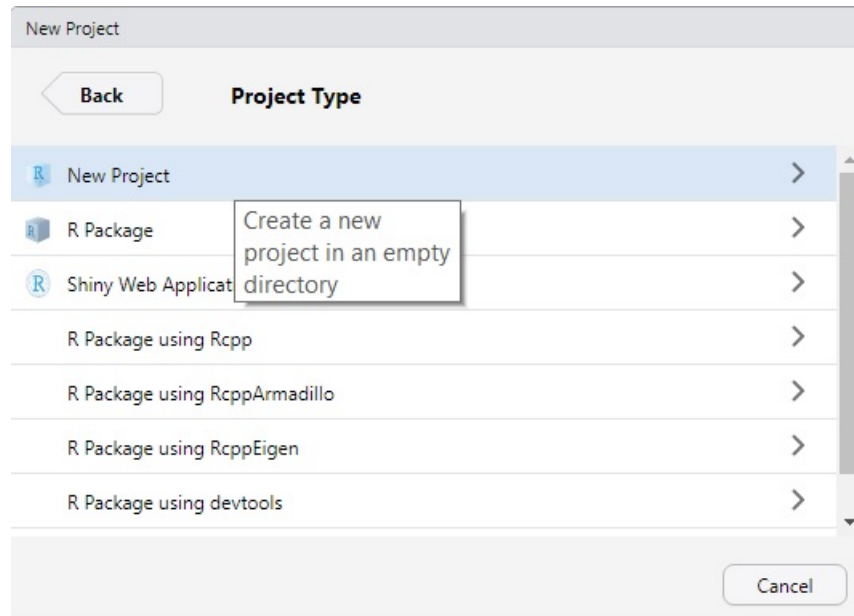 New Project
Back
Project Type
New Project
R Package
Create a new
project in an empty
directory
Shiny Web Applicat
R Package using Rcpp
R Package using RcppArmadillo
R Package using RcppEigen
R Package using devtools
Cancel